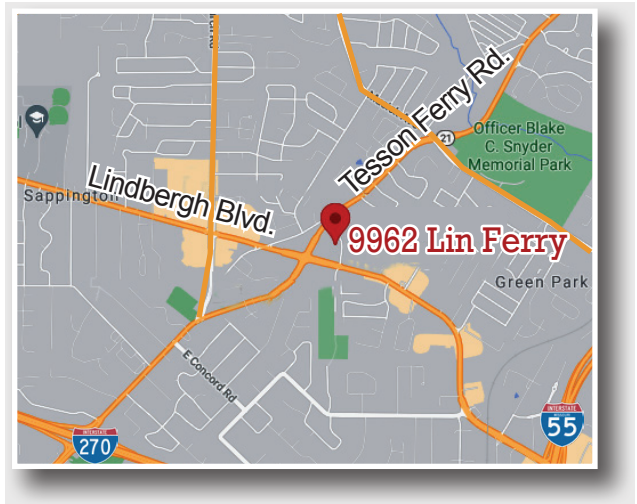 Tesson Ferry Rd.
21
Officer Blake
C. Snyder
Memorial Park
Lindbergh Blvd.
Sappington
9962 Lin Ferry
Green Park
E Concord Rd
INTERSTATE
270
INTERSTATE
55